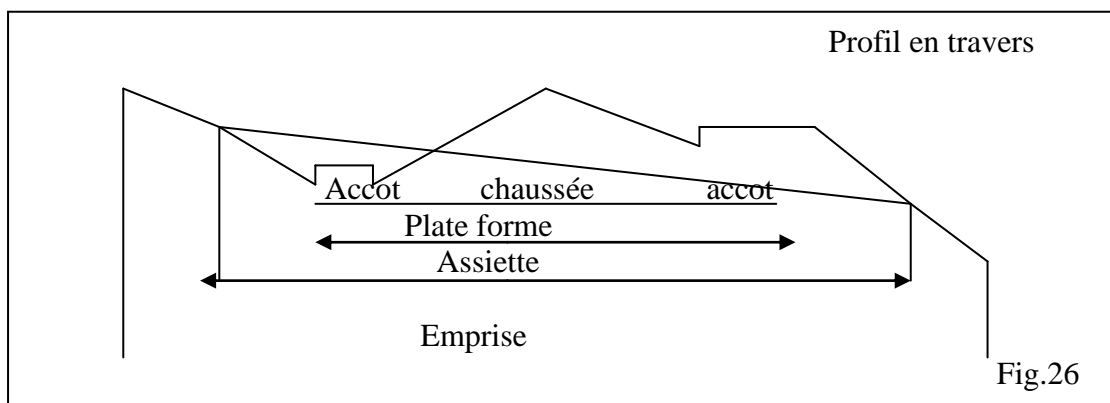 Profil en travers
Accot chaussée accot
Plate forme
Assiette
Emprise
Fig.26